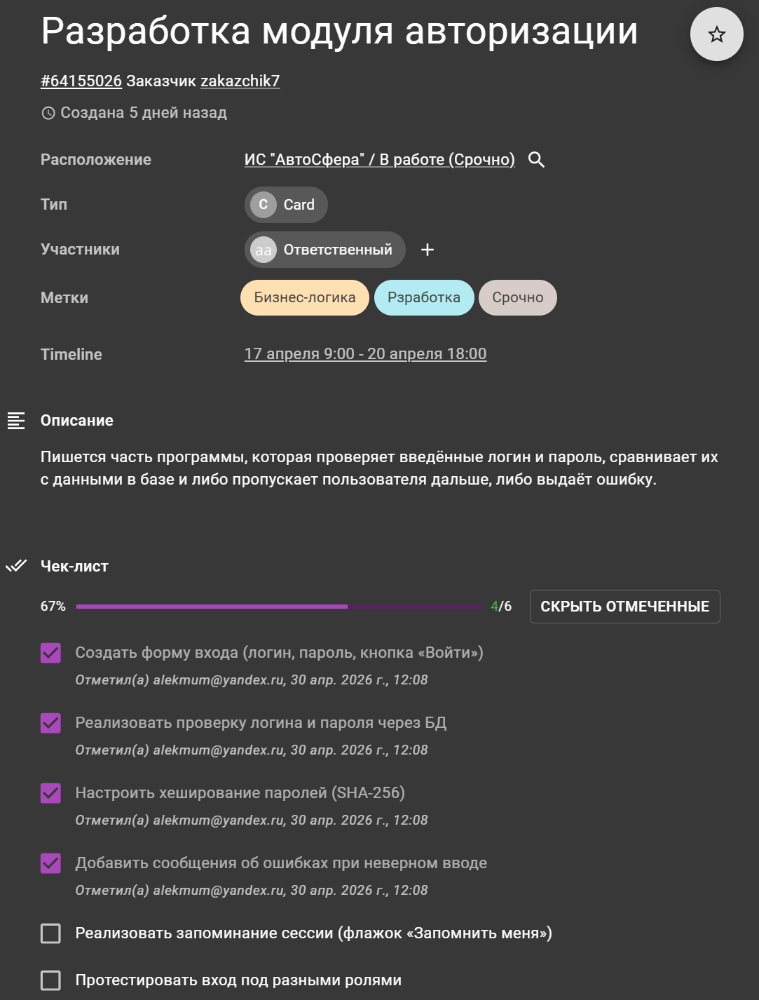 Разработка модуля авторизации
#64155026 Заказчик zakazchik7
Создана 5 дней назад
Расположение ИС "АвтоСфера" / В работе (Срочно)
Тип C Card
Участники aa Ответственный +
Метки Бизнес-логика Рзработка Срочно
Timeline 17 апреля 9:00 - 20 апреля 18:00
Описание
Пишется часть программы, которая проверяет введённые логин и пароль, сравнивает их
с данными в базе и либо пропускает пользователя дальше, либо выдаёт ошибку.
Чек-лист
67% 4/6 СКРЫТЬ ОТМЕЧЕННЫЕ
Создать форму входа (логин, пароль, кнопка «Войти»)
Отметил(а) alekmum@yandex.ru, 30 апр. 2026 г., 12:08
Реализовать проверку логина и пароля через БД
Отметил(а) alekmum@yandex.ru, 30 апр. 2026 г., 12:08
Настроить хеширование паролей (SHA-256)
Отметил(а) alekmum@yandex.ru, 30 апр. 2026 г., 12:08
Добавить сообщения об ошибках при неверном вводе
Отметил(а) alekmum@yandex.ru, 30 апр. 2026 г., 12:08
Реализовать запоминание сессии (флажок «Запомнить меня»)
Протестировать вход под разными ролями